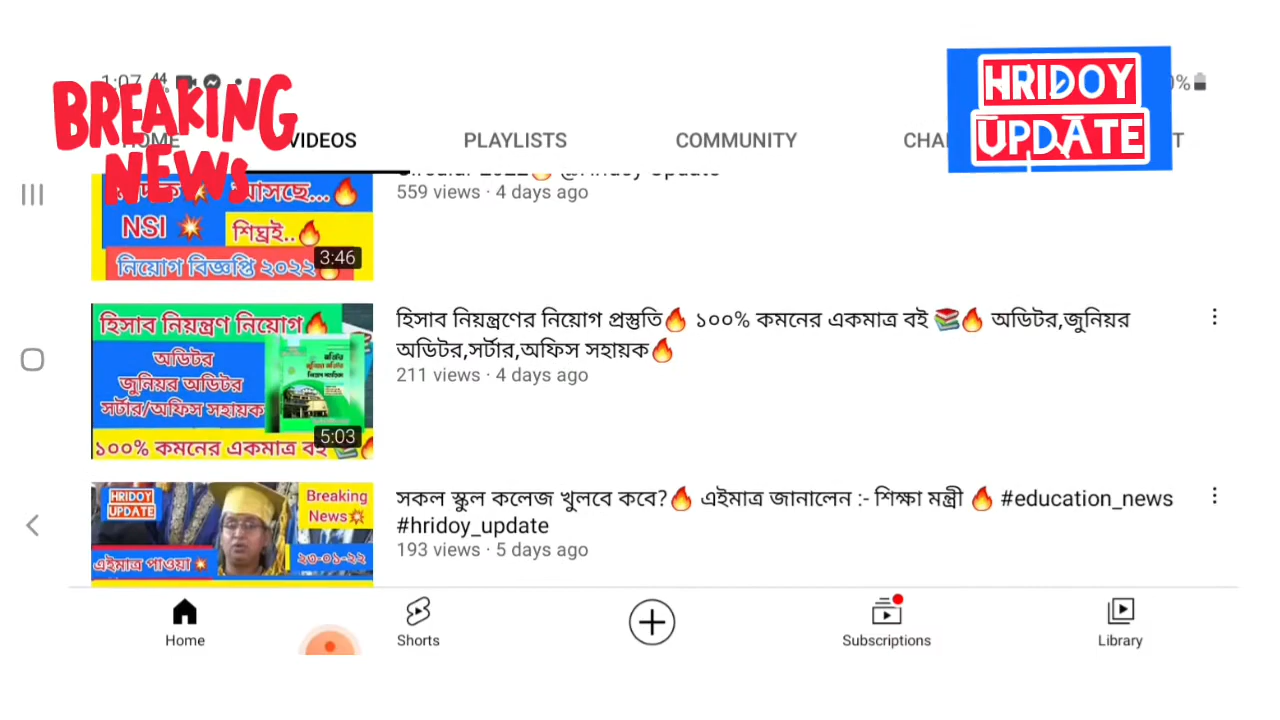 1:07
BREAKING
NEWS
HRIDOY
UPDATE
HOME
VIDEOS
PLAYLISTS
COMMUNITY
559 views · 4 days ago
আসছে...🔥
NSI 💥
শিঘ্রই..🔥
3:46
নিয়োগ বিজ্ঞপ্তি ২০২২🔥
হিসাব নিয়ন্ত্রণ নিয়োগ🔥
অডিটর
জুনিয়র অডিটর
সর্টার/অফিস সহায়ক
5:03
১০০% কমনের একমাত্র বই
হিসাব নিয়ন্ত্রণের নিয়োগ প্রস্তুতি🔥 ১০০% কমনের একমাত্র বই 📚🔥 অডিটর,জুনিয়র
অডিটর,সর্টার,অফিস সহায়ক🔥
211 views · 4 days ago
HRIDOY
UPDATE
Breaking
News💥
এইমাত্র পাওয়া💥
২৩-০১-২২
সকল স্কুল কলেজ খুলবে কবে?🔥 এইমাত্র জানালেন :- শিক্ষা মন্ত্রী 🔥 #education_news
#hridoy_update
193 views · 5 days ago
Home
Shorts
Subscriptions
Library